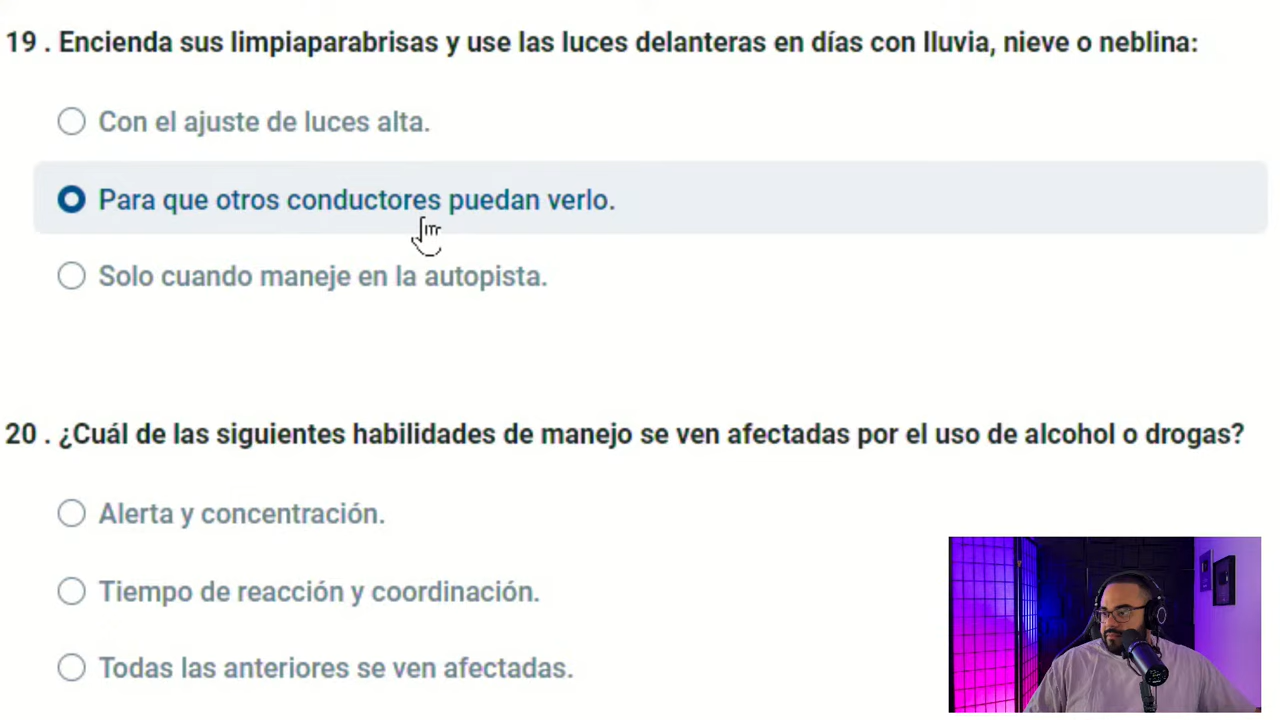 19 . Encienda sus limpiaparabrisas y use las luces delanteras en días con lluvia, nieve o neblina:
Con el ajuste de luces alta.
Para que otros conductores puedan verlo.
Solo cuando maneje en la autopista.
20 . ¿Cuál de las siguientes habilidades de manejo se ven afectadas por el uso de alcohol o drogas?
Alerta y concentración.
Tiempo de reacción y coordinación.
Todas las anteriores se ven afectadas.